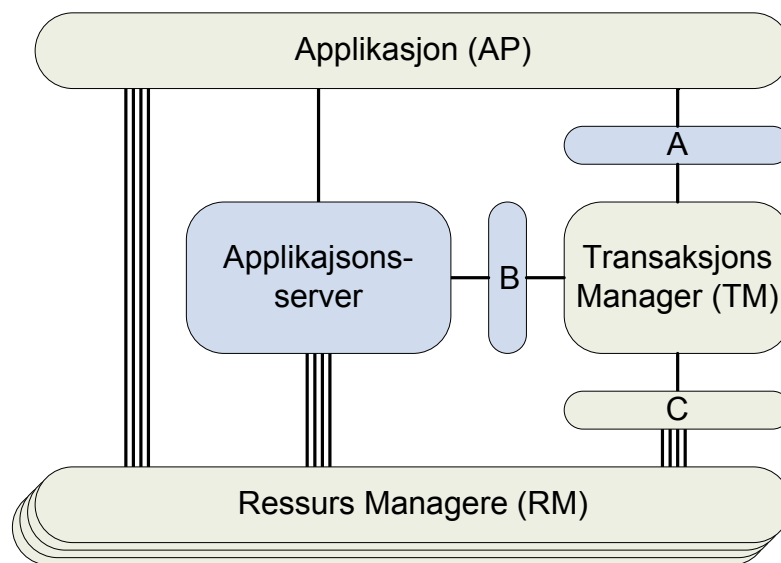 Applikasjon (AP)
A
Applikajsons-
server
B
Transaksjons
Manager (TM)
C
Ressurs Managere (RM)